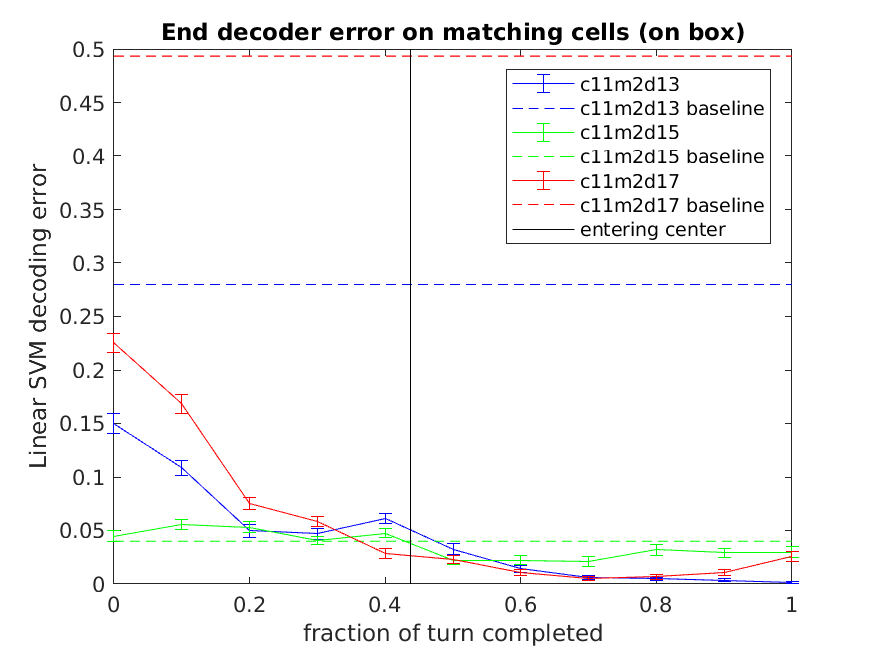 End decoder error on matching cells (on box)
0.5
0.45
0.4
0.35
0.3
0.25
0.2
0.15
0.1
0.05
0
Linear SVM decoding error
c11m2d13
c11m2d13 baseline
c11m2d15
c11m2d15 baseline
c11m2d17
c11m2d17 baseline
entering center
0 0.2 0.4 0.6 0.8 1
fraction of turn completed